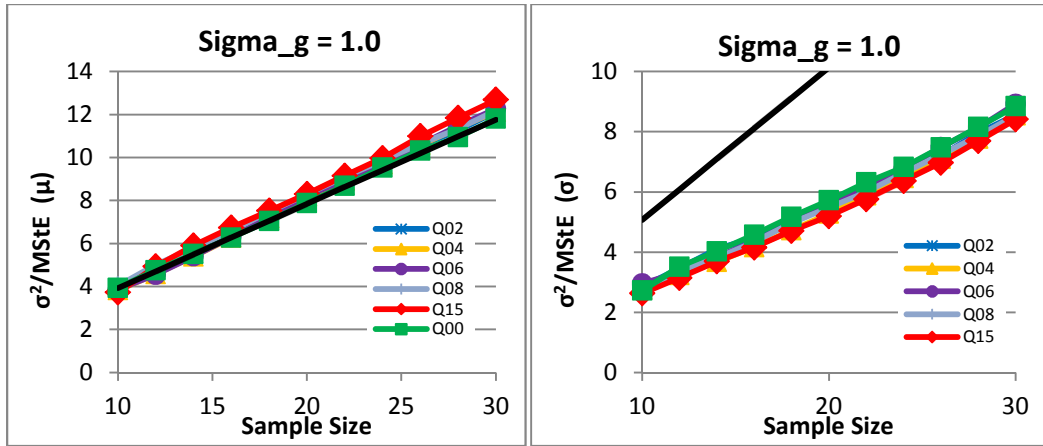 Sigma_g = 1.0
σ²/MStE (μ)
14
12
10
8
6
4
2
0
Q02
Q04
Q06
Q08
Q15
Q00
10
15
20
25
30
Sample Size
Sigma_g = 1.0
σ²/MStE (σ)
10
8
6
4
2
0
Q02
Q04
Q06
Q08
Q15
10
20
30
Sample Size